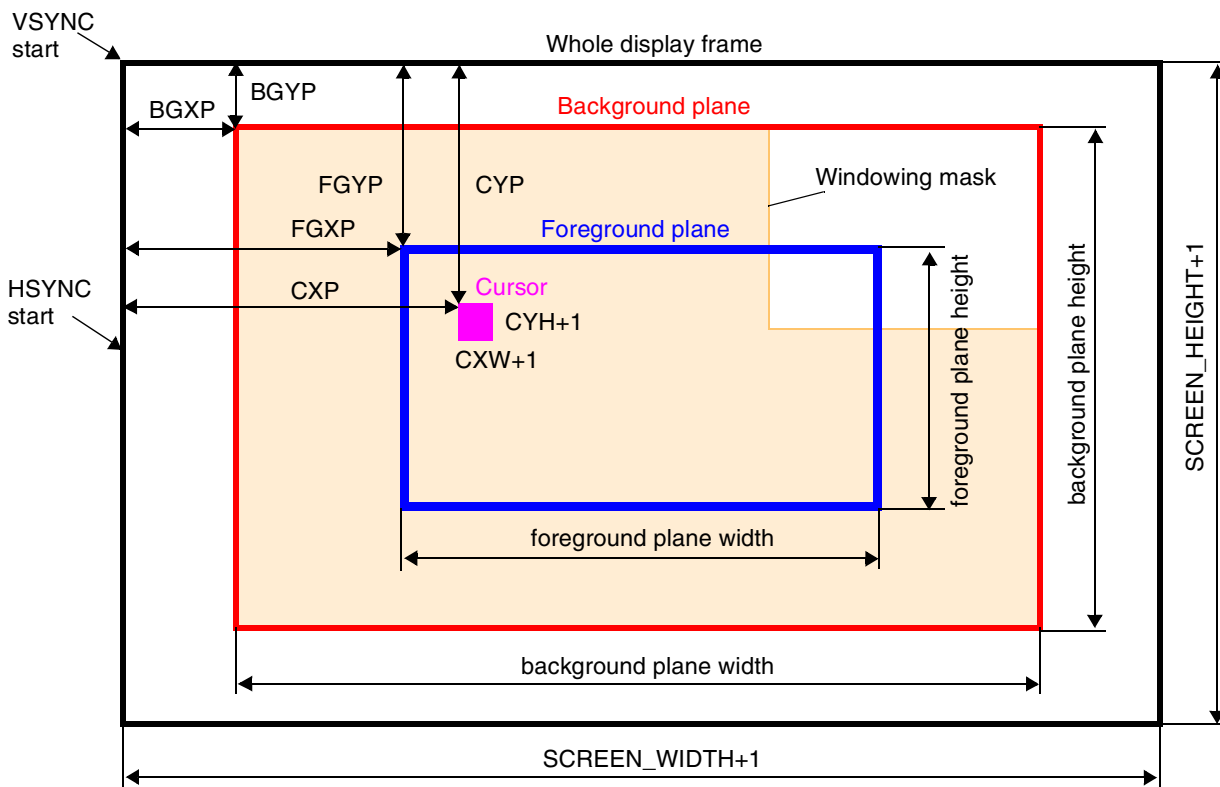 VSYNC
start
Whole display frame
BGYP
BGXP
Background plane
FGYP
CYP
Windowing mask
FGXP
Foreground plane
HSYNC
start
CXP
Cursor
CYH+1
CXW+1
foreground plane height
background plane height
SCREEN_HEIGHT+1
foreground plane width
background plane width
SCREEN_WIDTH+1